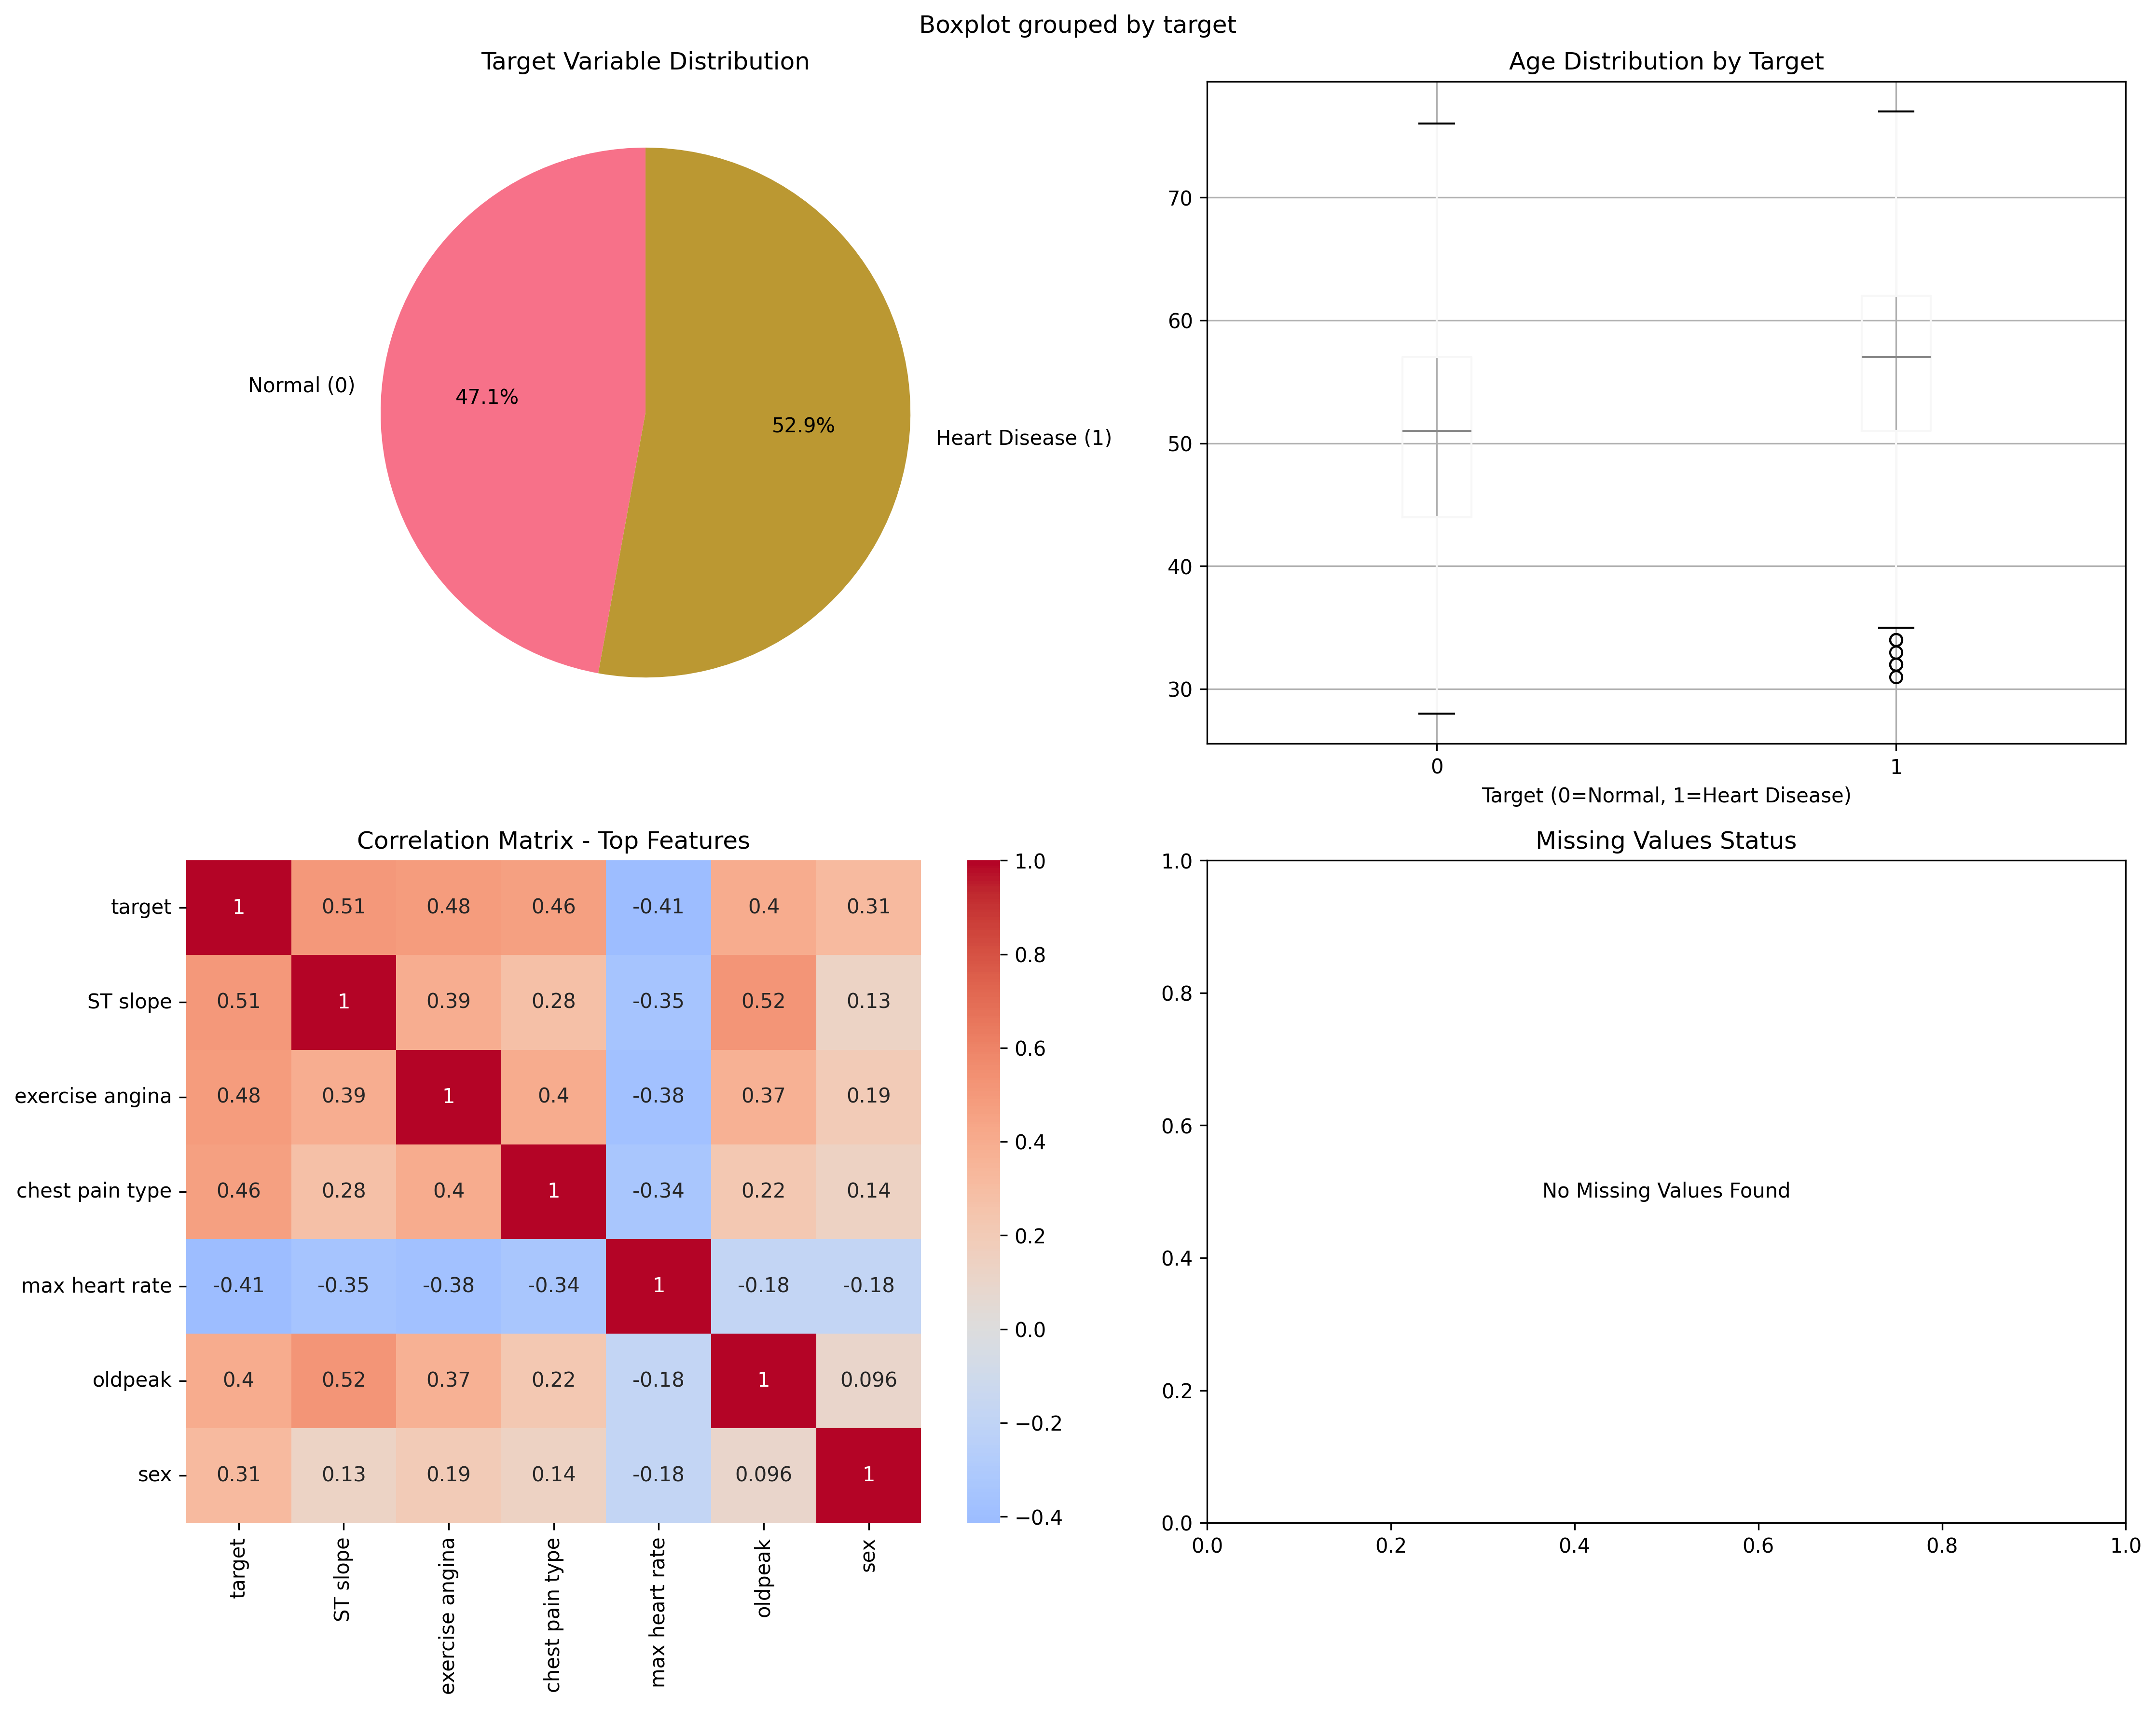 Boxplot grouped by target
Target Variable Distribution
Normal (0)
47.1%
52.9%
Heart Disease (1)
Age Distribution by Target
70
60
50
40
30
0 1
Target (0=Normal, 1=Heart Disease)
Correlation Matrix - Top Features
target 1 0.51 0.48 0.46 -0.41 0.4 0.31
ST slope 0.51 1 0.39 0.28 -0.35 0.52 0.13
exercise angina 0.48 0.39 1 0.4 -0.38 0.37 0.19
chest pain type 0.46 0.28 0.4 1 -0.34 0.22 0.14
max heart rate -0.41 -0.35 -0.38 -0.34 1 -0.18 -0.18
oldpeak 0.4 0.52 0.37 0.22 -0.18 1 0.096
sex 0.31 0.13 0.19 0.14 -0.18 0.096 1
target
ST slope
exercise angina
chest pain type
max heart rate
oldpeak
sex
1.0
0.8
0.6
0.4
0.2
0.0
−0.2
−0.4
Missing Values Status
1.0
0.8
0.6
0.4
0.2
0.0
No Missing Values Found
0.0 0.2 0.4 0.6 0.8 1.0